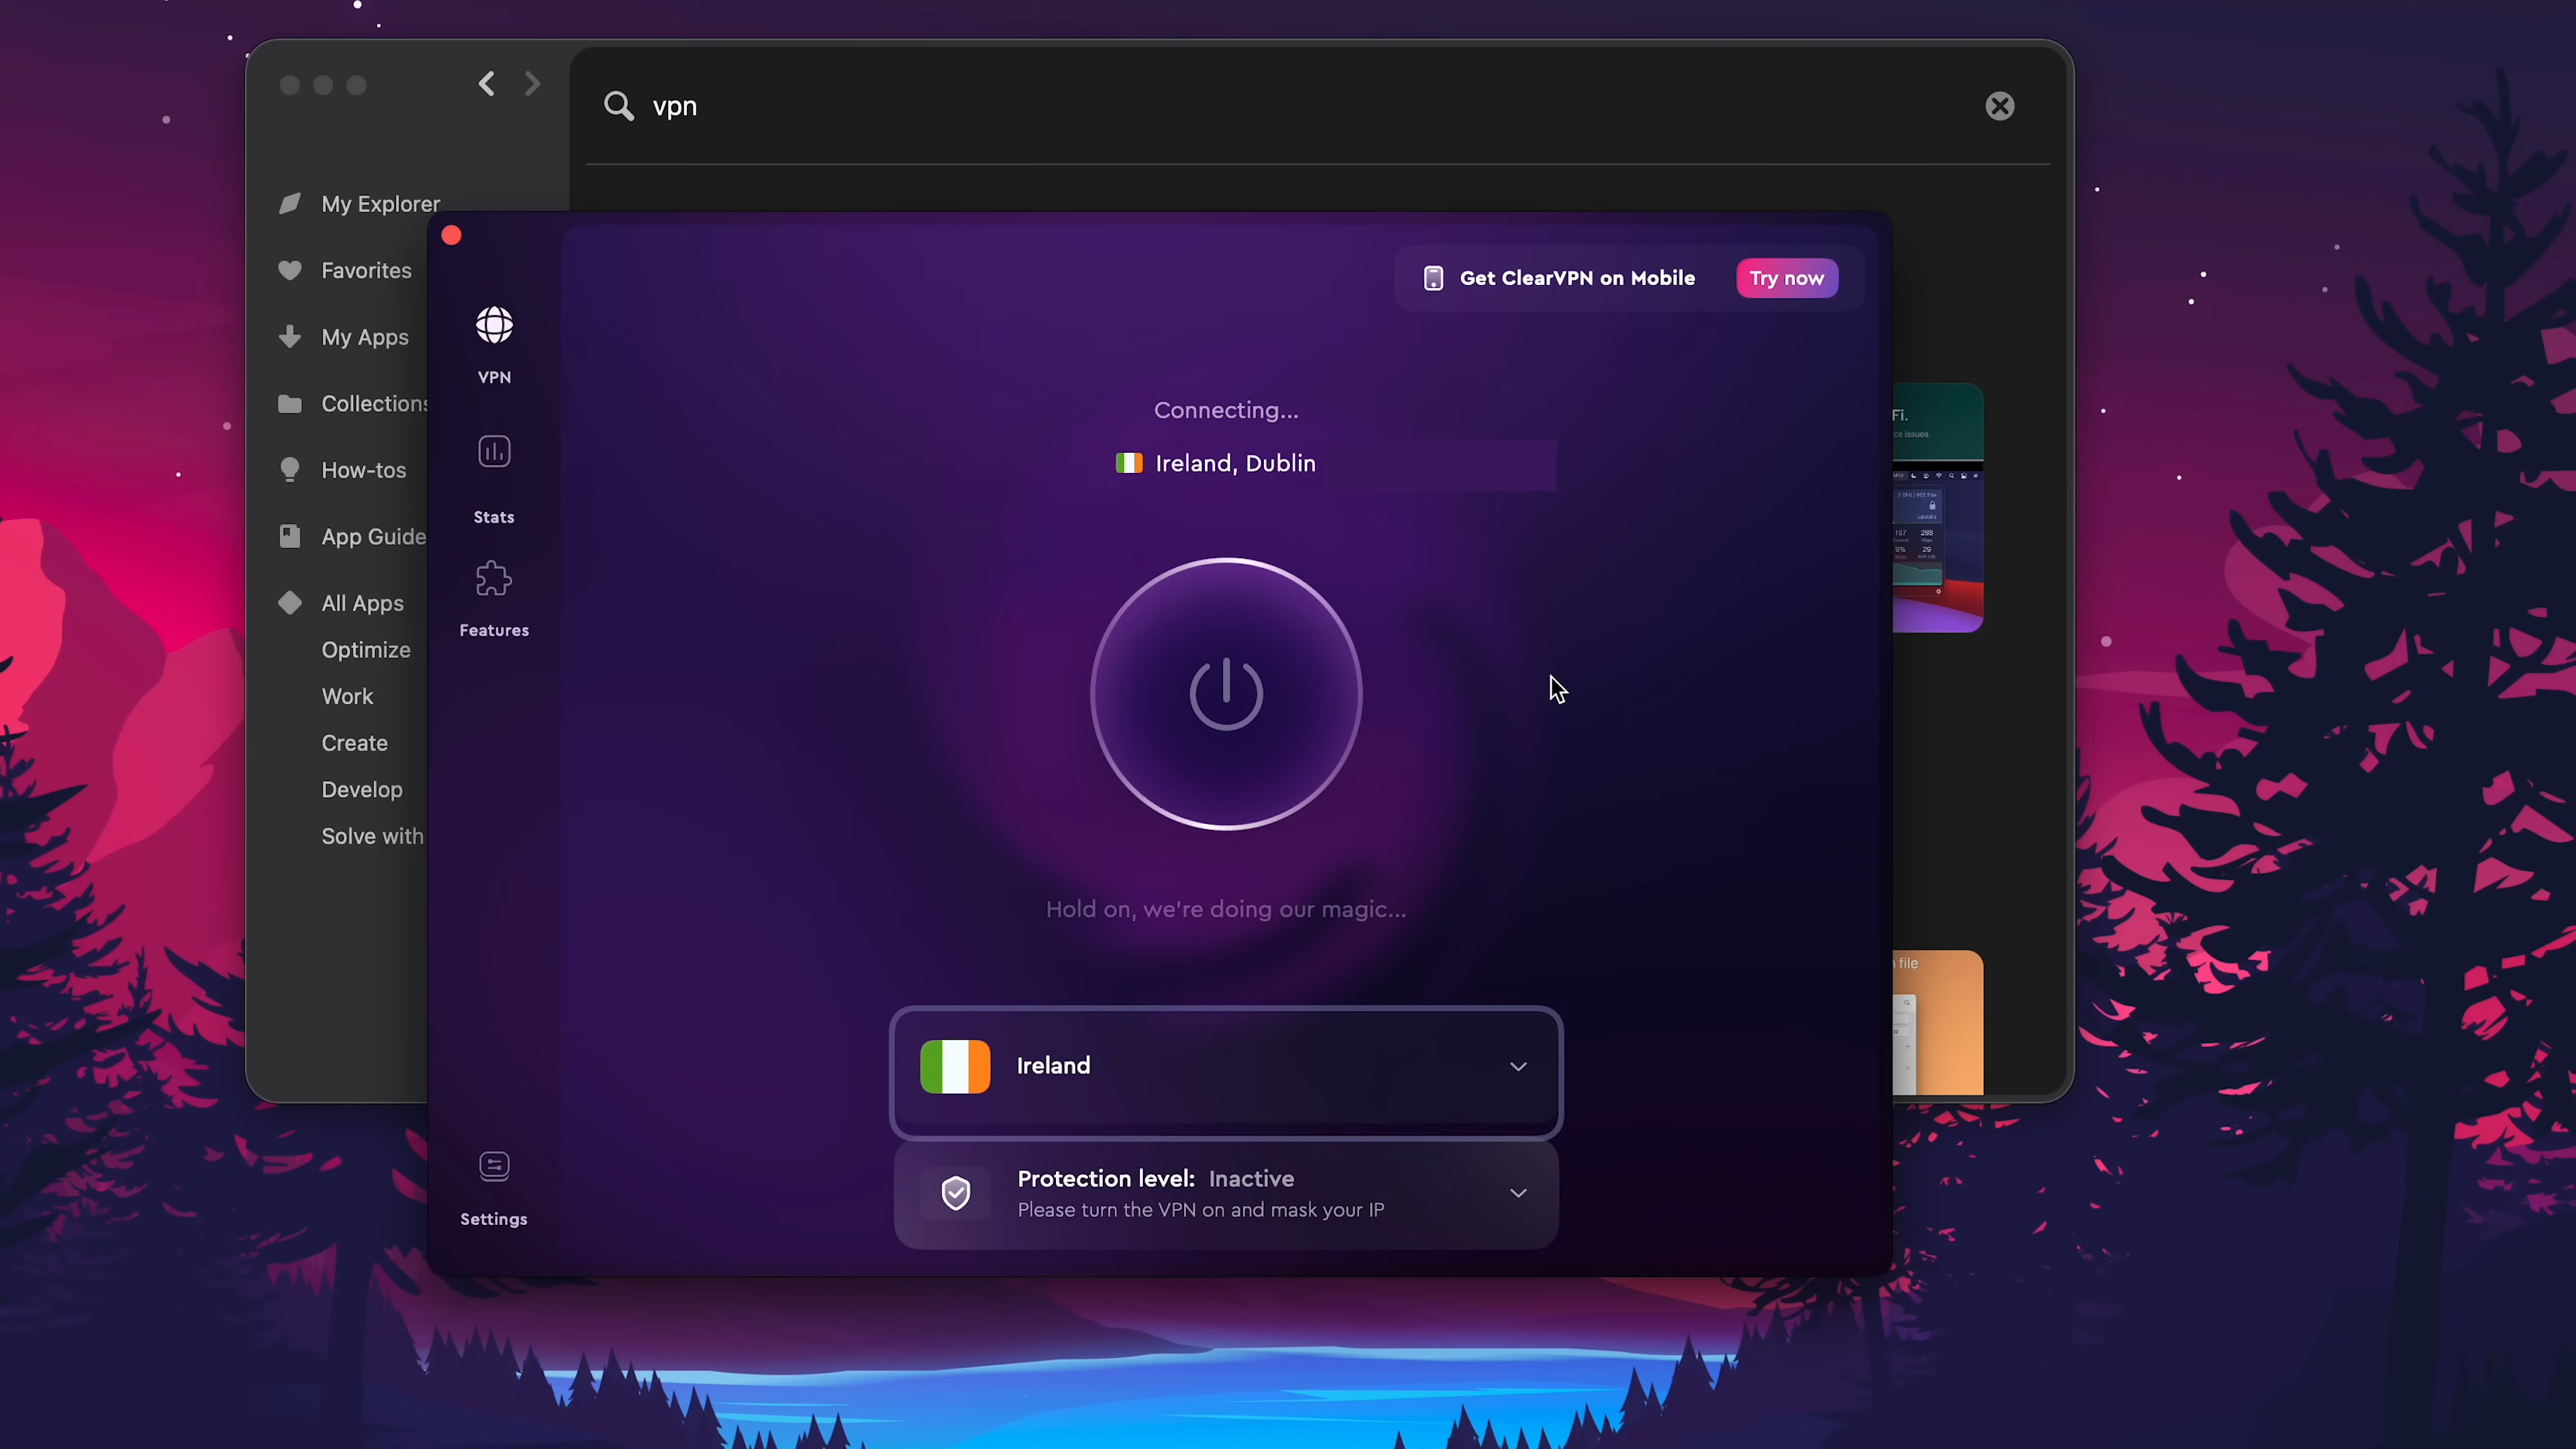 vpn
My Explorer
Favorites
My Apps
Collections
How-tos
App Guide
All Apps
Optimize
Work
Create
Develop
Solve with
VPN
Stats
Features
Settings
Get ClearVPN on Mobile
Try now
Connecting...
Ireland, Dublin
Hold on, we're doing our magic...
Ireland
Protection level: Inactive
Please turn the VPN on and mask your IP
Fi.
ce issues.
file